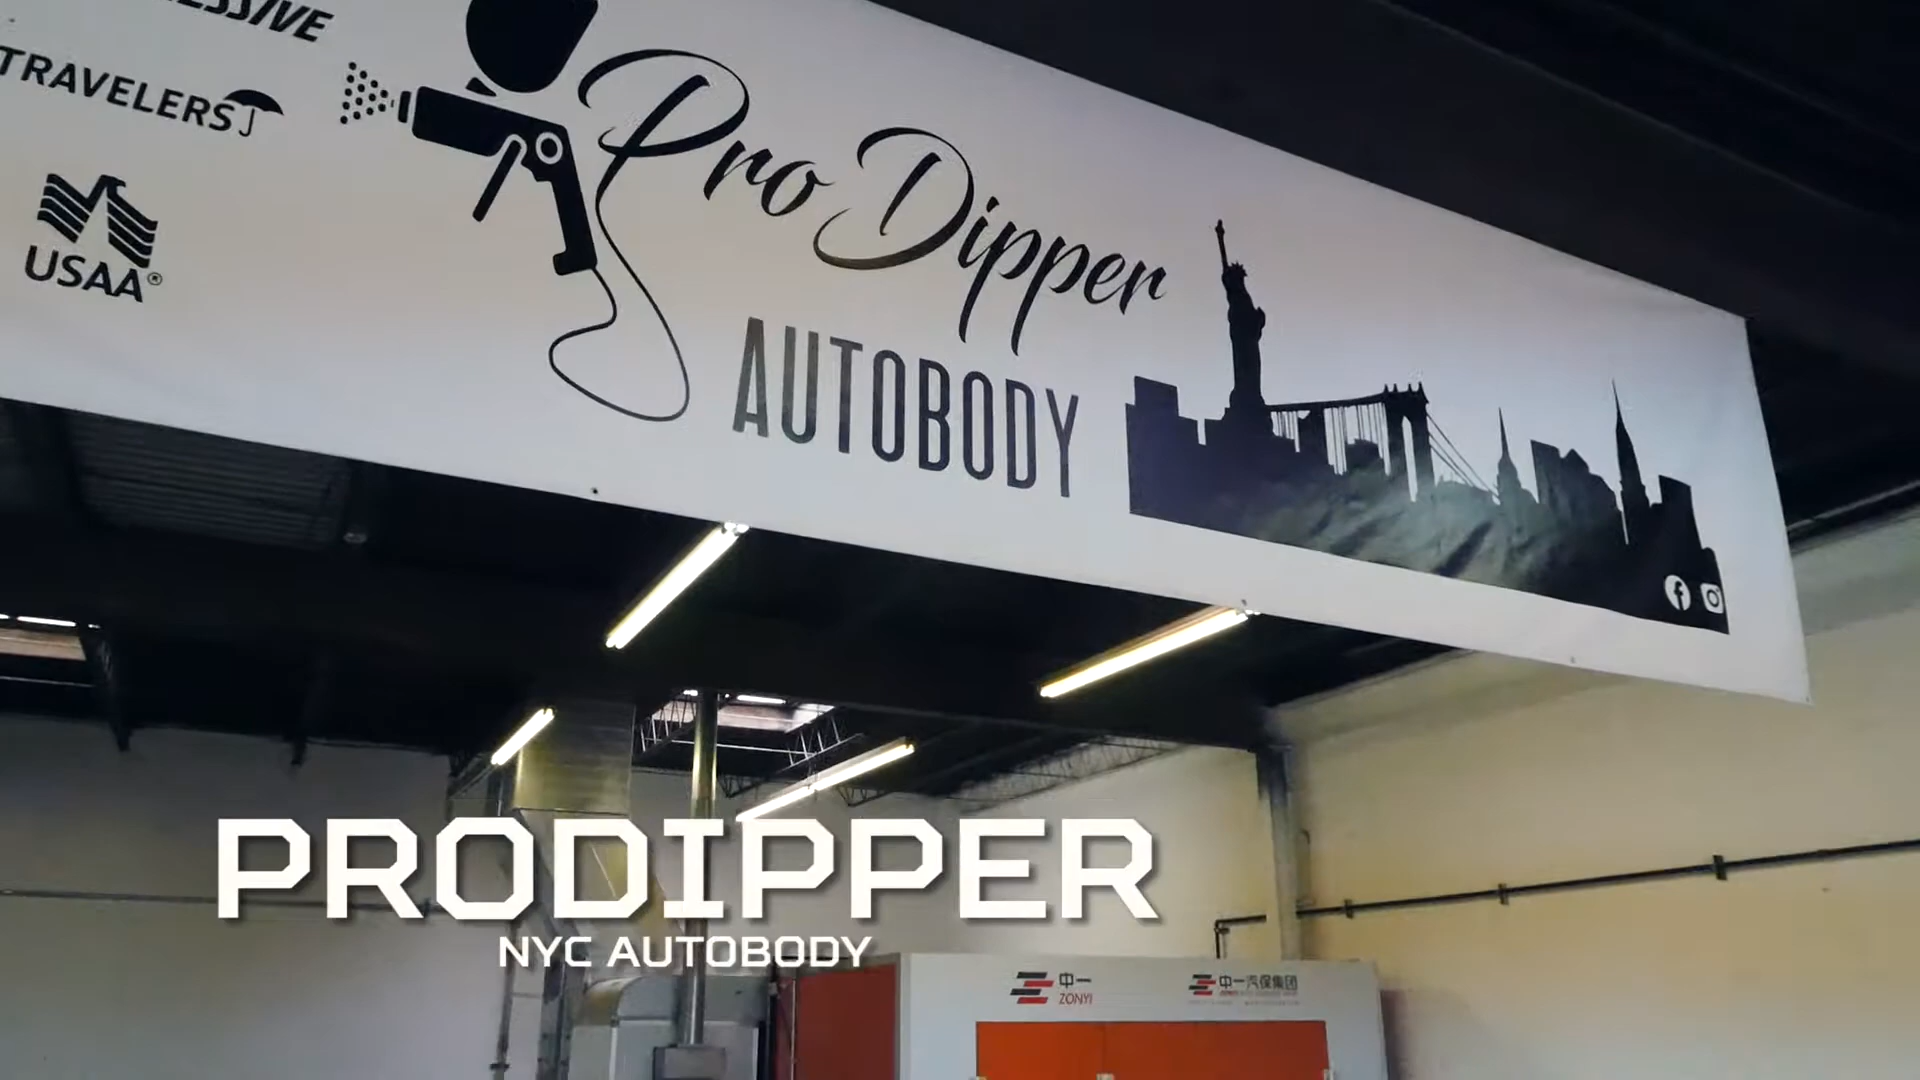 TRAVELERS
USAA®
Pro Dipper
AUTOBODY
PRODIPPER
NYC AUTOBODY
中一
ZONYI
中一汽保集团